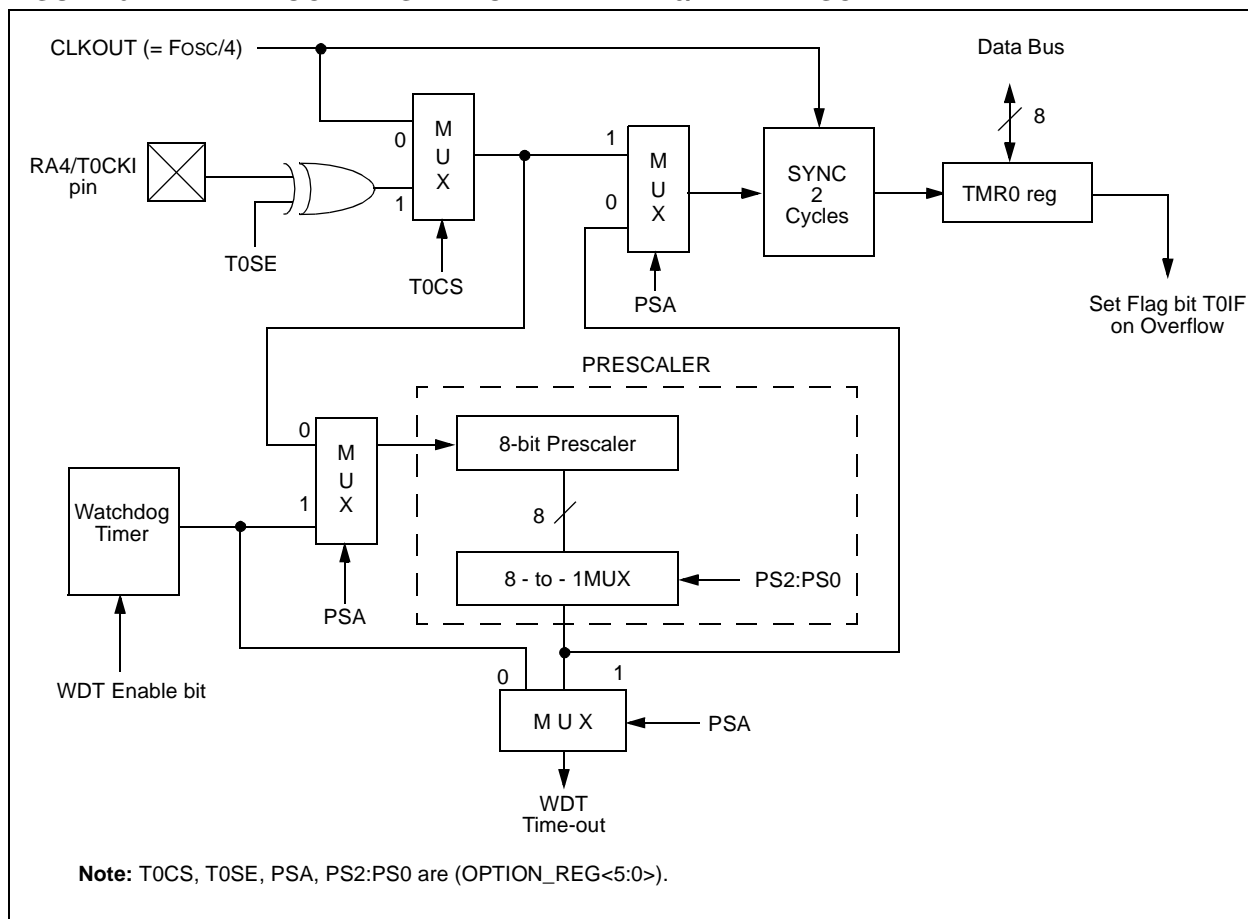 CLKOUT (= FOSC/4)
Data Bus
8
M
U
X
0
1
RA4/T0CKI
pin
T0SE
T0CS
1
0
M
U
X
PSA
SYNC
2
Cycles
TMR0 reg
Set Flag bit T0IF
on Overflow
PRESCALER
0
1
M
U
X
PSA
8-bit Prescaler
8
8 - to - 1MUX
PS2:PS0
Watchdog
Timer
WDT Enable bit
0
1
M U X
PSA
WDT
Time-out
Note: T0CS, T0SE, PSA, PS2:PS0 are (OPTION_REG<5:0>).